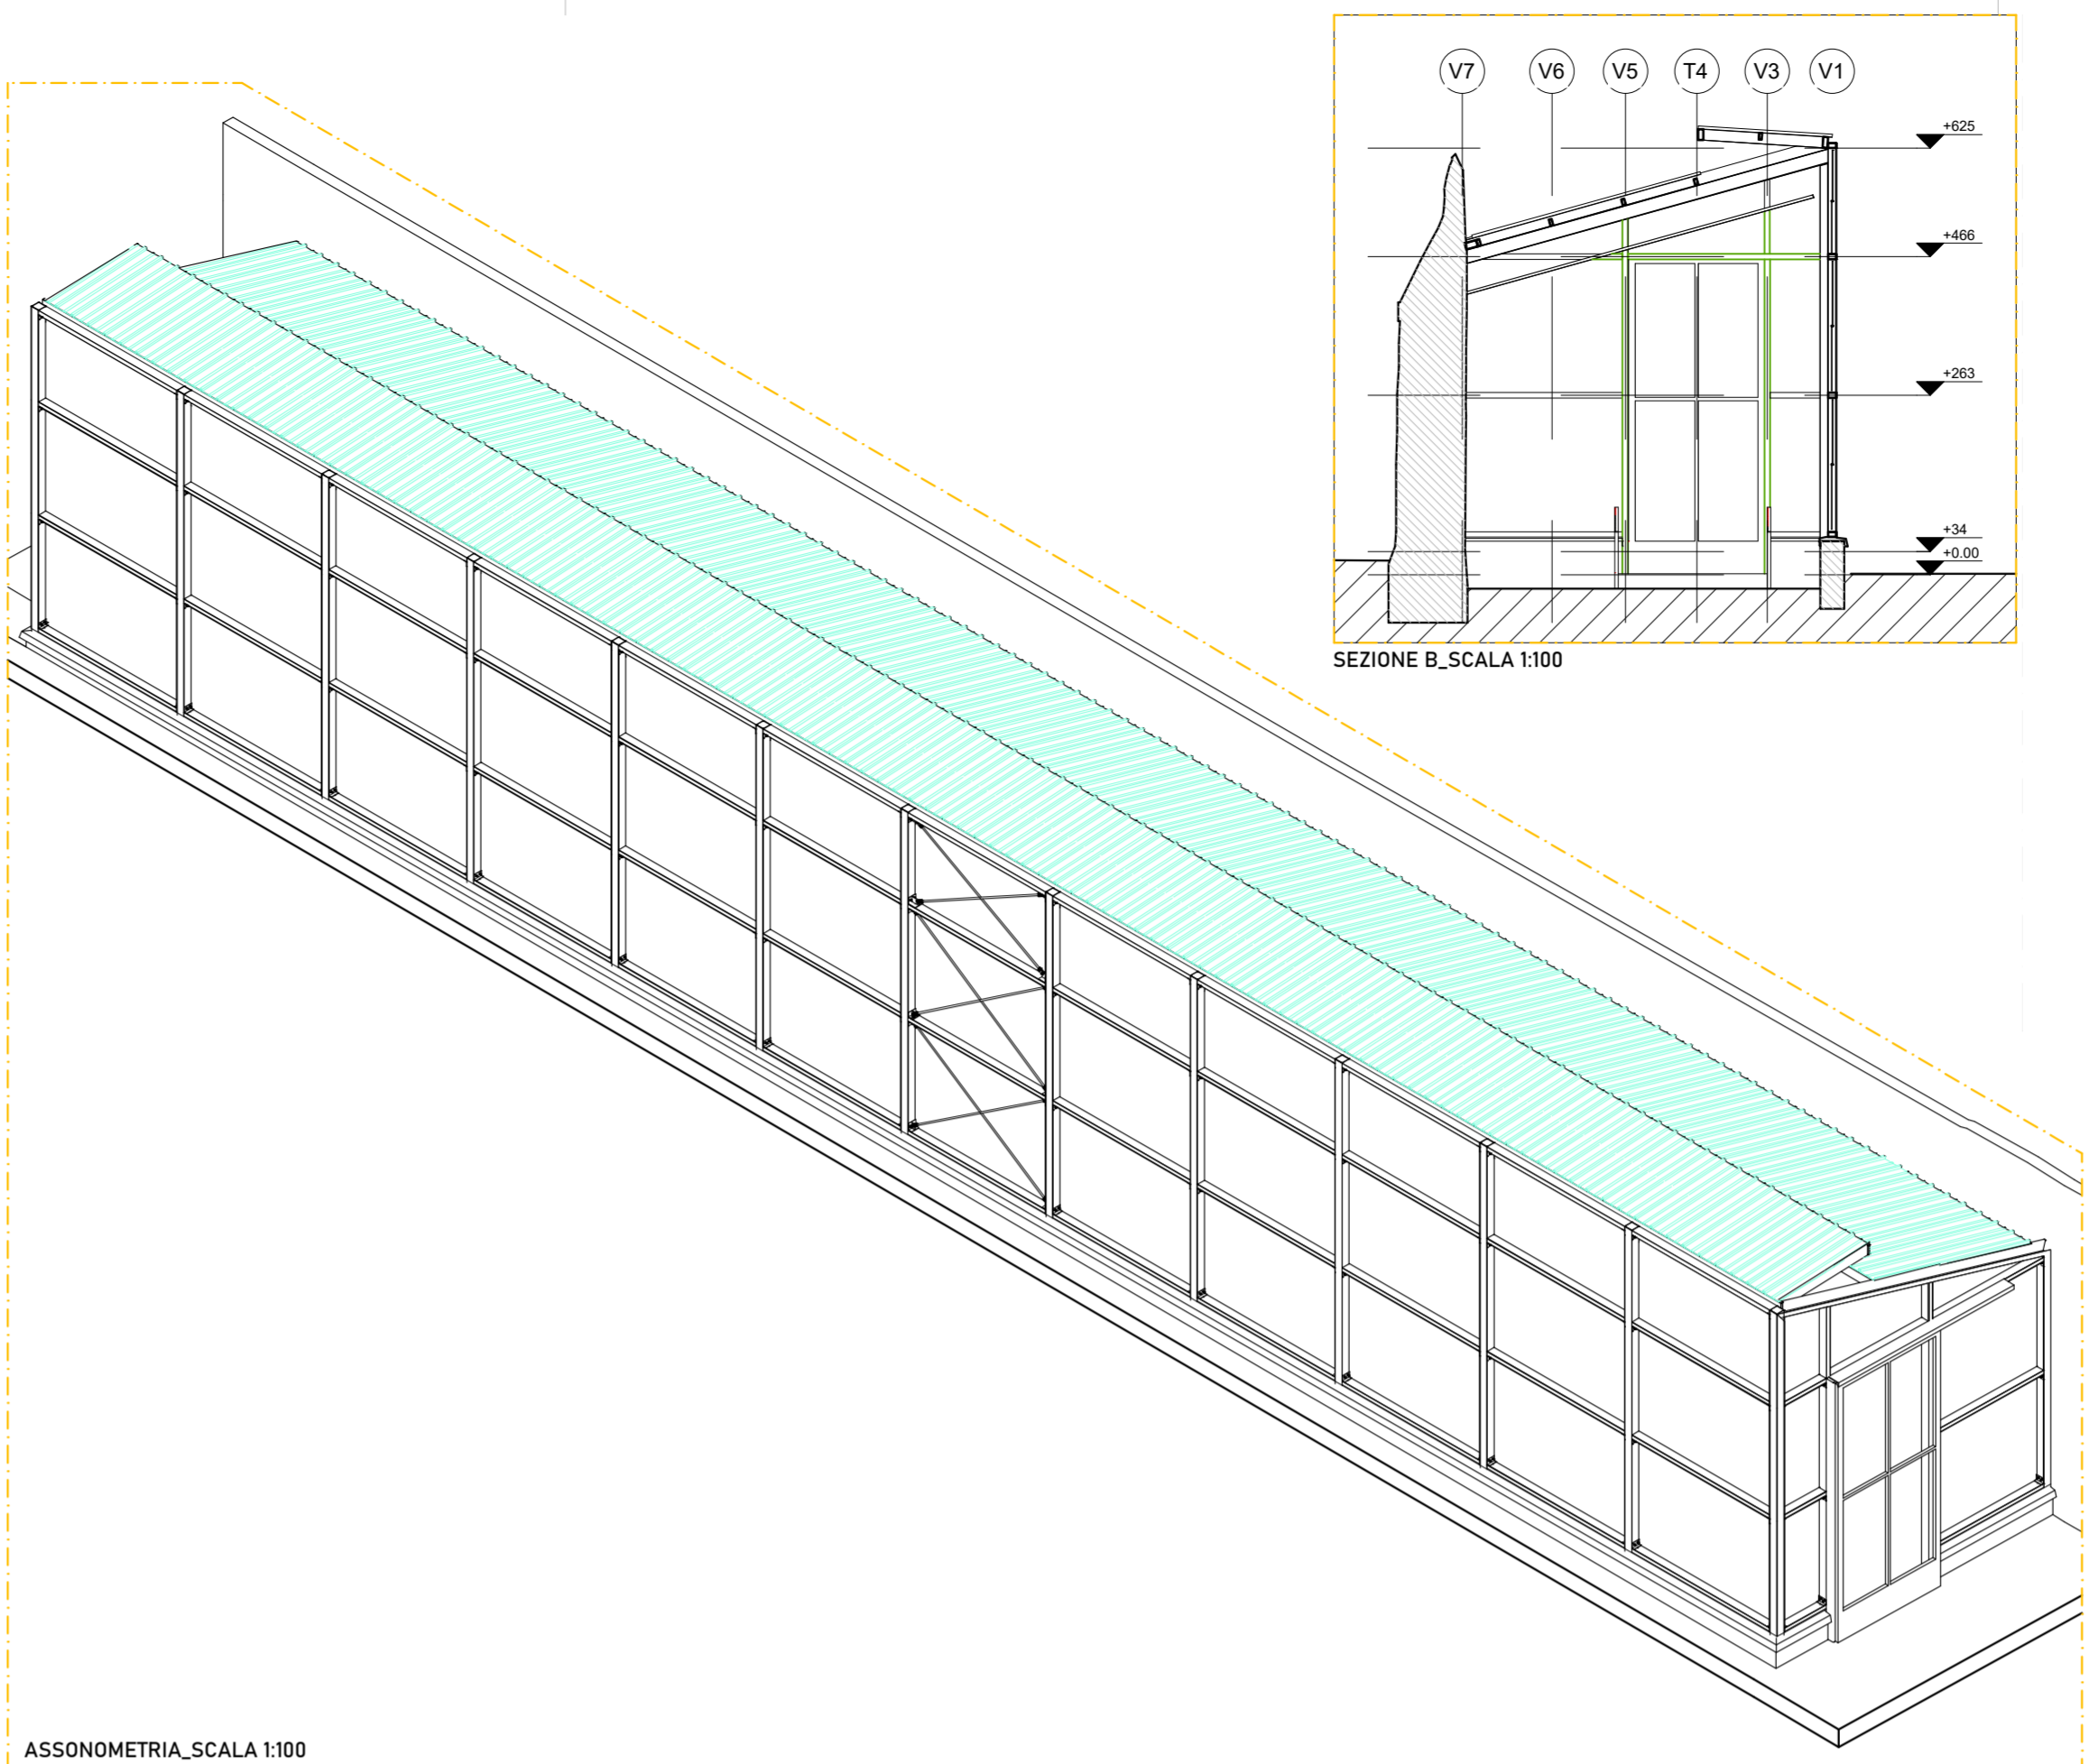 V7 V6 V5 T4 V3 V1
+625
+466
+263
+34
+0.00
SEZIONE B_SCALA 1:100
ASSONOMETRIA_SCALA 1:100